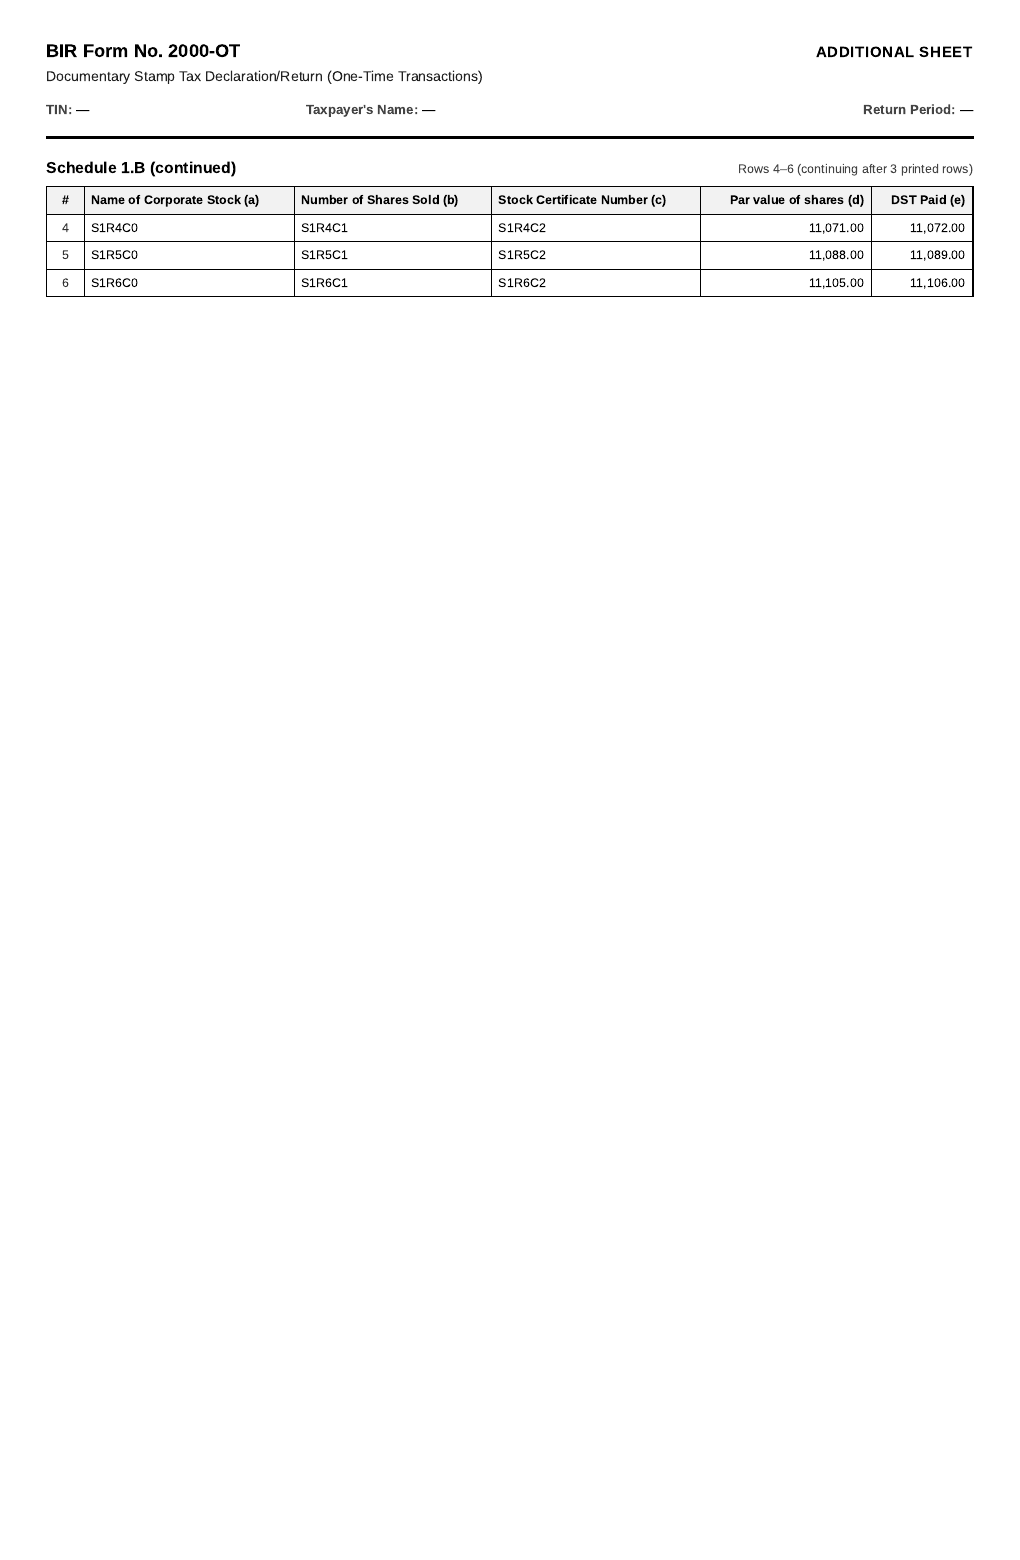 BIR Form No. 2000-OT
ADDITIONAL SHEET
Documentary Stamp Tax Declaration/Return (One-Time Transactions)
TIN: — Taxpayer's Name: — Return Period: —
Schedule 1.B (continued)
Rows 4–6 (continuing after 3 printed rows)
# Name of Corporate Stock (a) Number of Shares Sold (b) Stock Certificate Number (c) Par value of shares (d) DST Paid (e)
4 S1R4C0 S1R4C1 S1R4C2 11,071.00 11,072.00
5 S1R5C0 S1R5C1 S1R5C2 11,088.00 11,089.00
6 S1R6C0 S1R6C1 S1R6C2 11,105.00 11,106.00